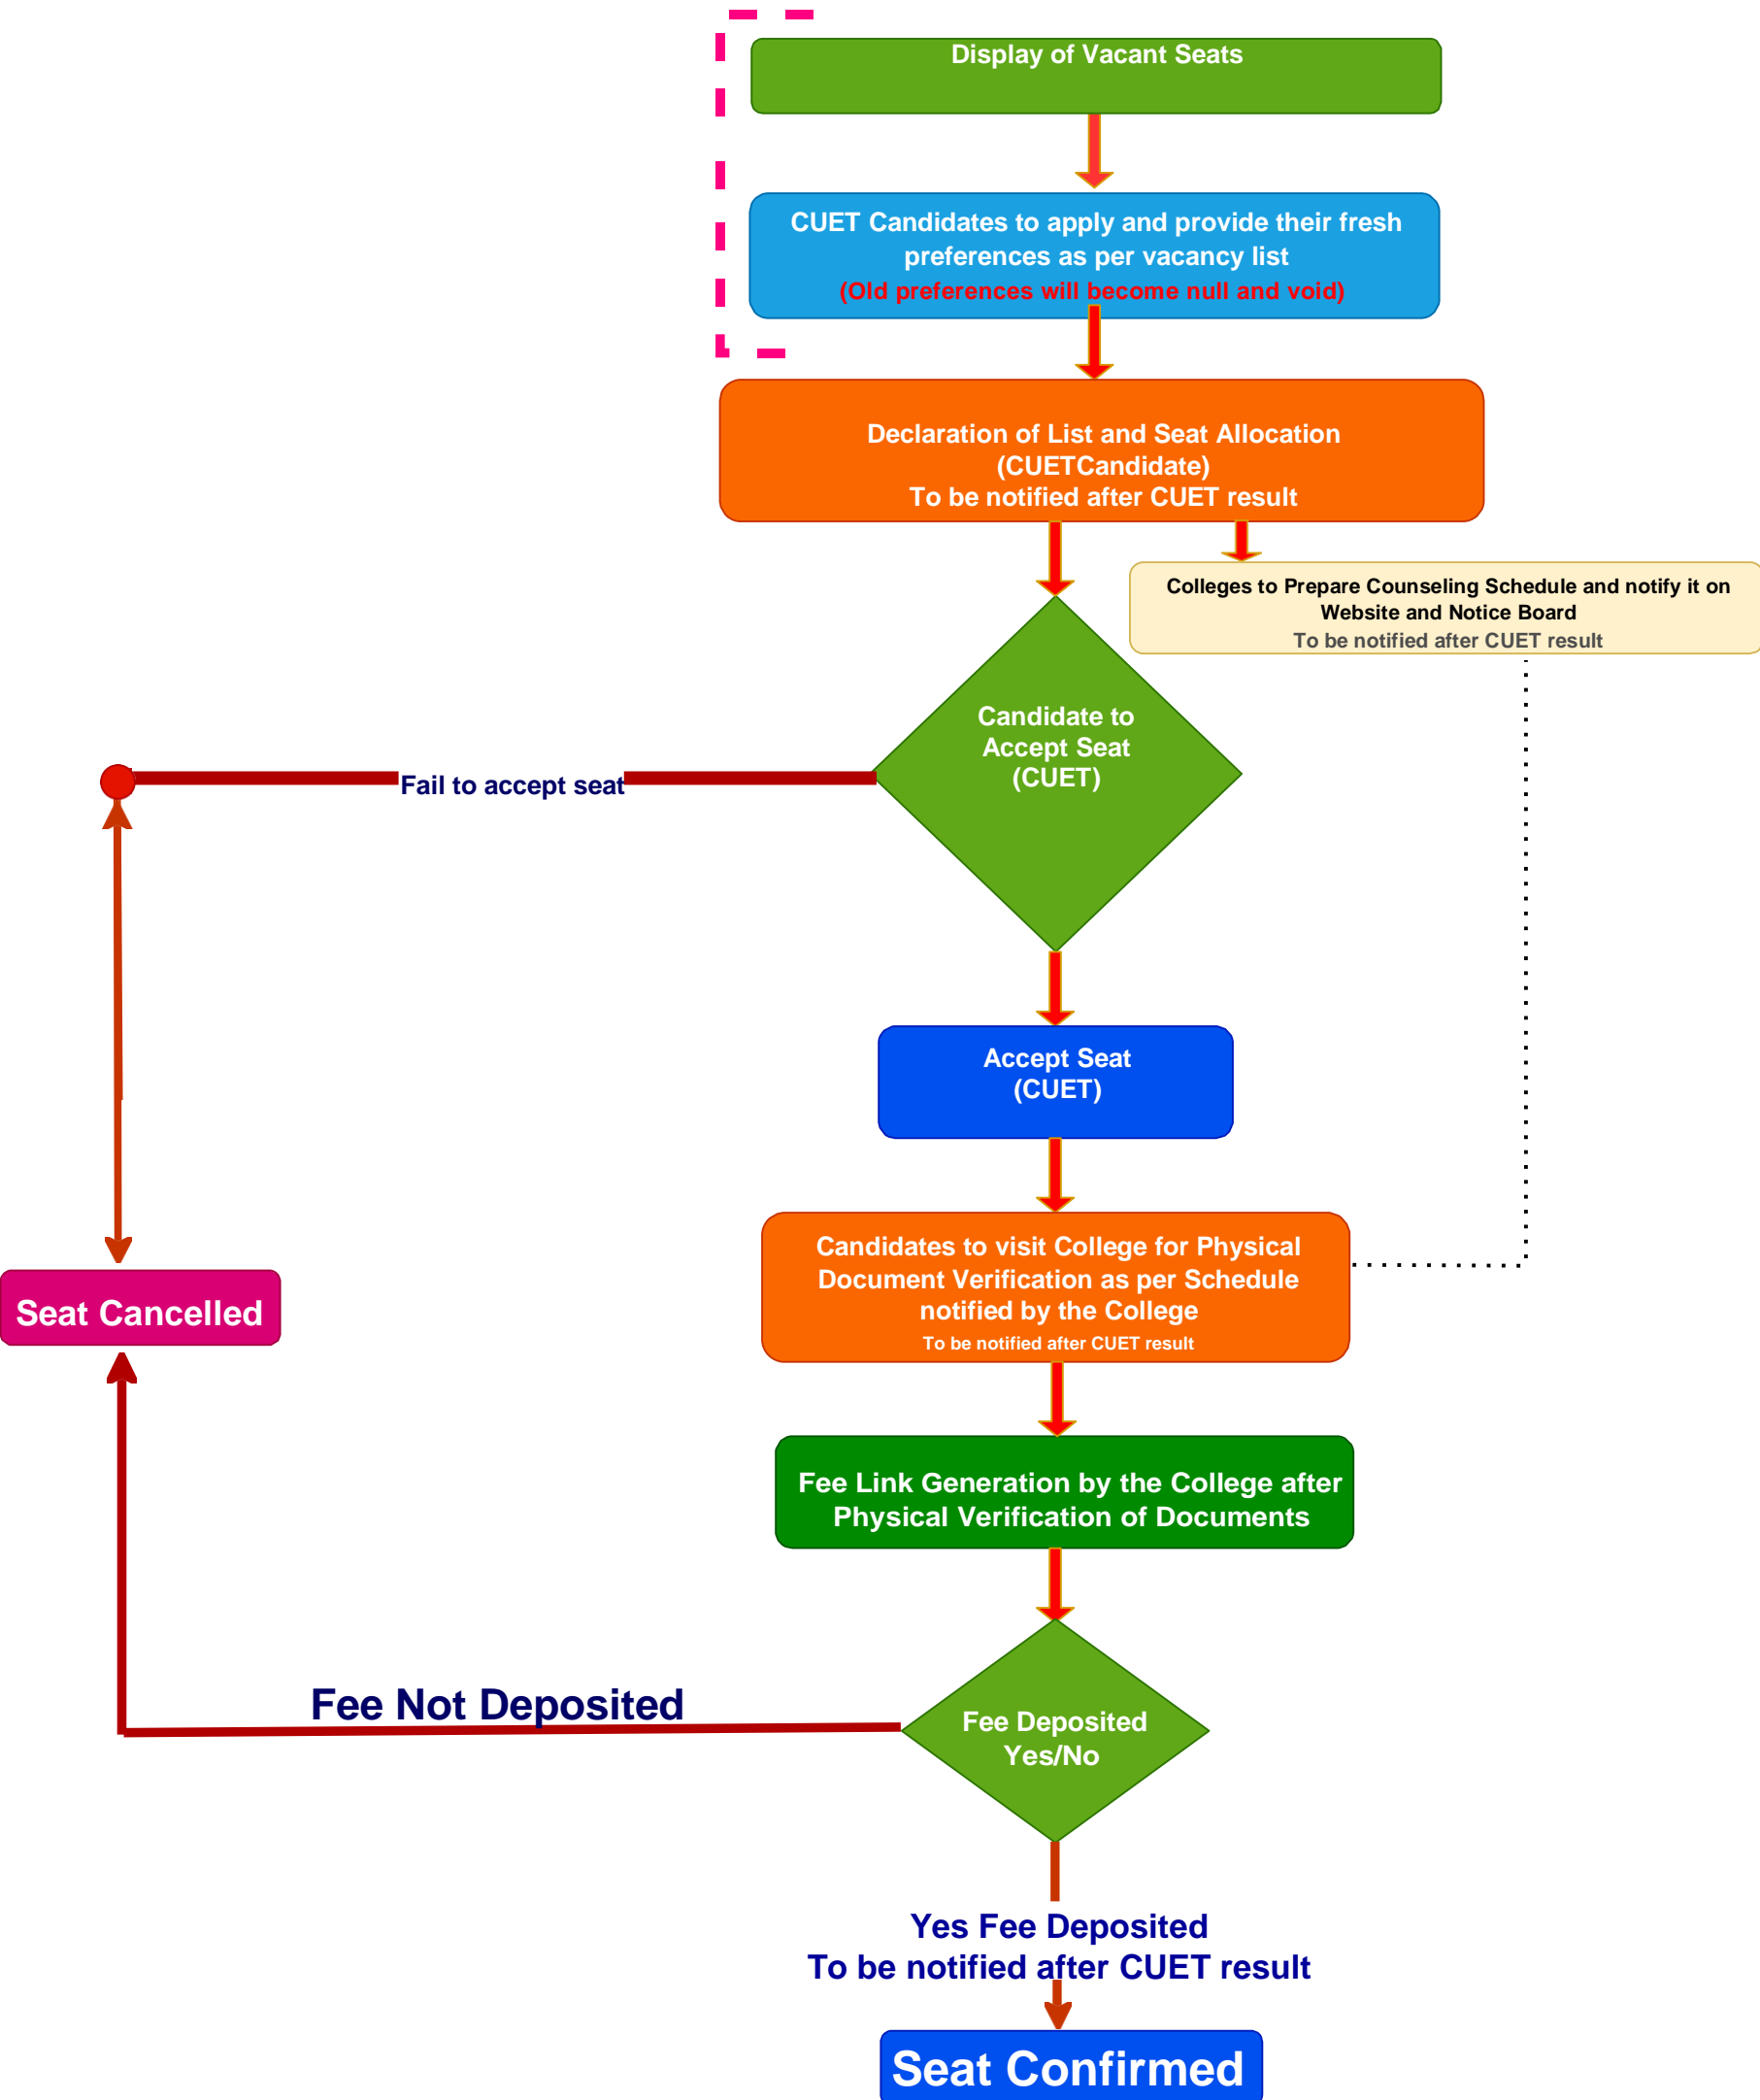 Display of Vacant Seats
CUET Candidates to apply and provide their fresh
preferences as per vacancy list
(Old preferences will become null and void)
Declaration of List and Seat Allocation
(CUETCandidate)
To be notified after CUET result
Colleges to Prepare Counseling Schedule and notify it on
Website and Notice Board
To be notified after CUET result
Candidate to
Accept Seat
(CUET)
Fail to accept seat
Accept Seat
(CUET)
Candidates to visit College for Physical
Document Verification as per Schedule
notified by the College
To be notified after CUET result
Seat Cancelled
Fee Link Generation by the College after
Physical Verification of Documents
Fee Not Deposited
Fee Deposited
Yes/No
Yes Fee Deposited
To be notified after CUET result
Seat Confirmed